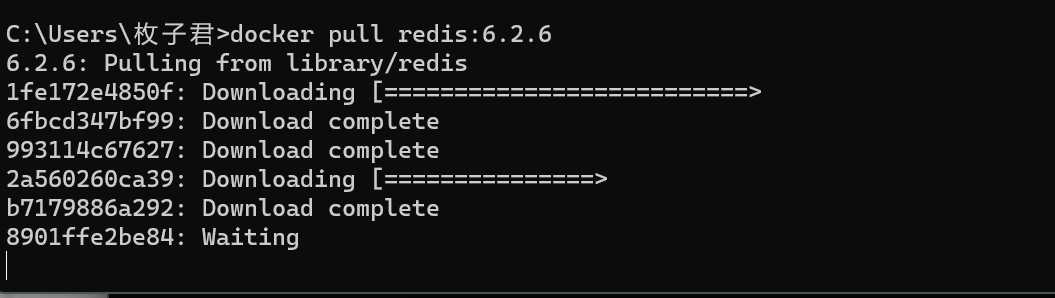 C:\Users\枚子君>docker pull redis:6.2.6
6.2.6: Pulling from library/redis
1fe172e4850f: Downloading [==========================>
6fbcd347bf99: Download complete
993114c67627: Download complete
2a560260ca39: Downloading [===============>
b7179886a292: Download complete
8901ffe2be84: Waiting